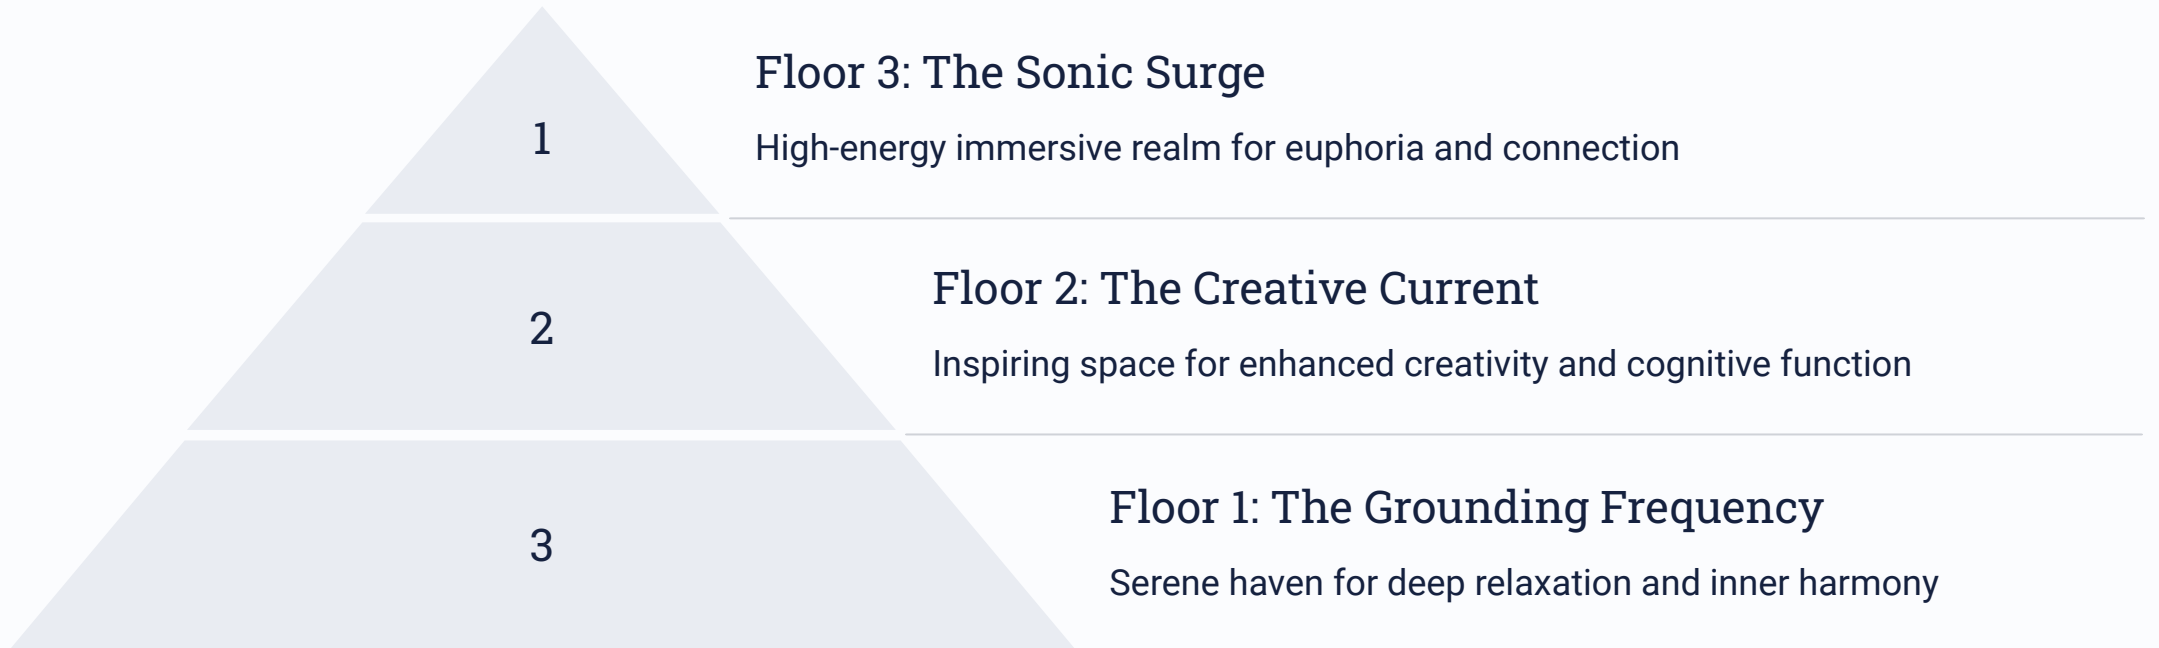 1
Floor 3: The Sonic Surge
High-energy immersive realm for euphoria and connection
2
Floor 2: The Creative Current
Inspiring space for enhanced creativity and cognitive function
3
Floor 1: The Grounding Frequency
Serene haven for deep relaxation and inner harmony